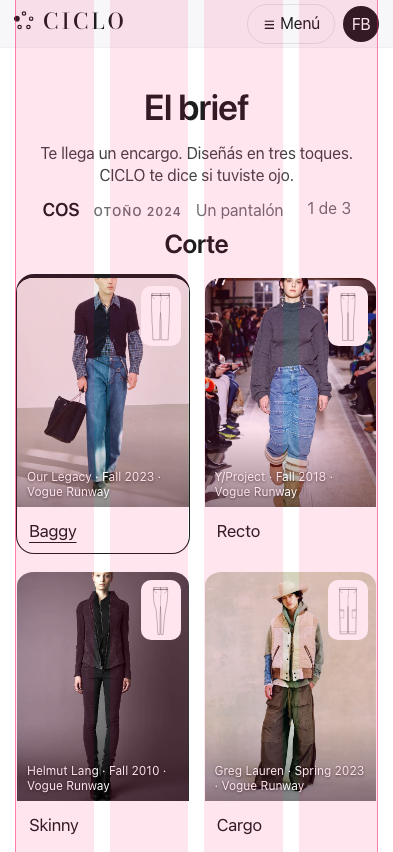 CICLO
≡ Menú
FB
El brief
Te llega un encargo. Diseñás en tres toques.
CICLO te dice si tuviste ojo.
COS OTOÑO 2024 Un pantalón 1 de 3
Corte
Our Legacy · Fall 2023 ·
Vogue Runway
Baggy
Y/Project · Fall 2018 ·
Vogue Runway
Recto
Helmut Lang · Fall 2010 ·
Vogue Runway
Skinny
Greg Lauren · Spring 2023
· Vogue Runway
Cargo